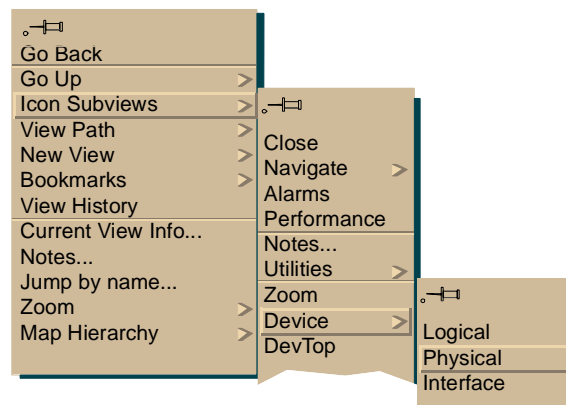 Go Back
Go Up
Icon Subviews
View Path
New View
Bookmarks
View History
Current View Info...
Notes...
Jump by name...
Zoom
Map Hierarchy
Close
Navigate
Alarms
Performance
Notes...
Utilities
Zoom
Device
DevTop
Logical
Physical
Interface